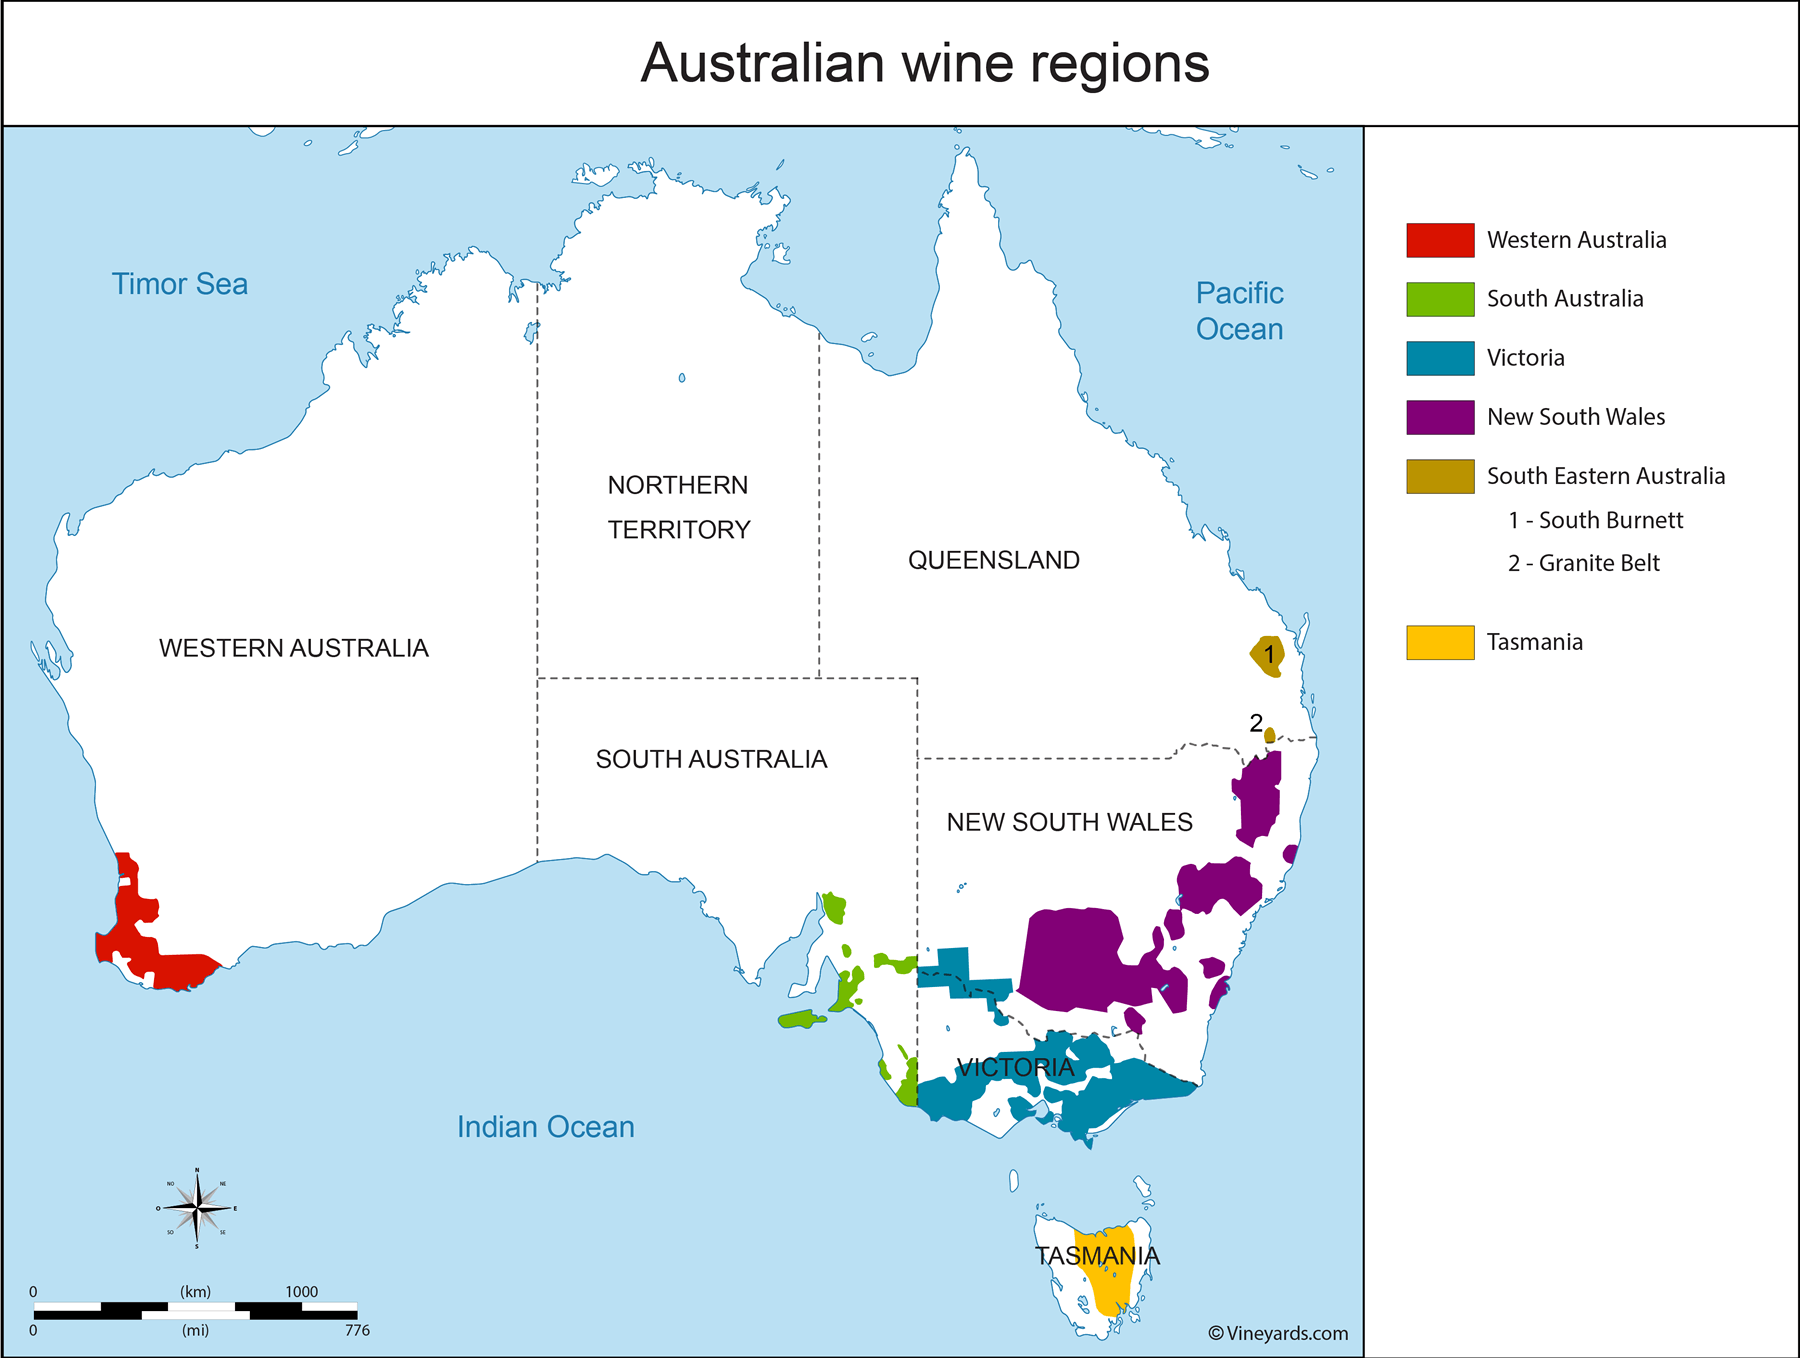 Australian wine regions
Timor Sea
Pacific
Ocean
NORTHERN
TERRITORY
QUEENSLAND
WESTERN AUSTRALIA
1
2
SOUTH AUSTRALIA
NEW SOUTH WALES
VICTORIA
Indian Ocean
TASMANIA
N
NO
NE
O
E
SO
SE
S
0 (km) 1000
0 (mi) 776
© Vineyards.com
Western Australia
South Australia
Victoria
New South Wales
South Eastern Australia
1 - South Burnett
2 - Granite Belt
Tasmania